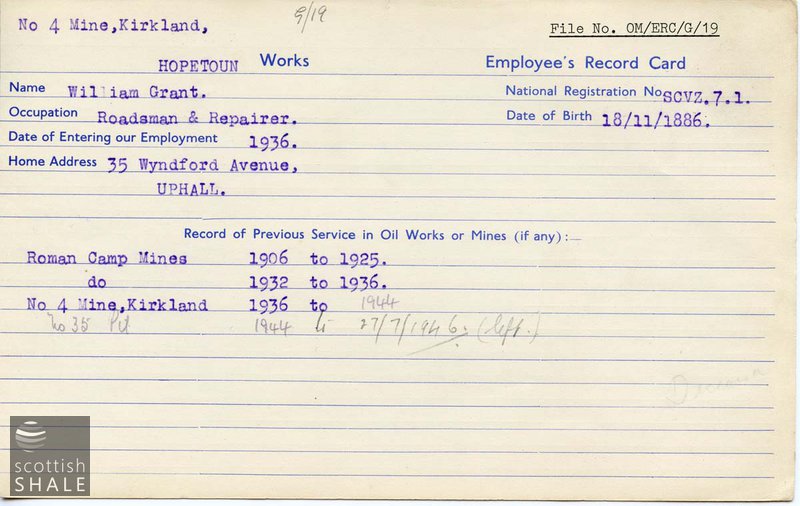 No 4 Mine,Kirkland, G/19 File No. OM/ERC/G/19
HOPETOUN Works Employee's Record Card
Name William Grant. National Registration No SCVZ.7.1.
Occupation Roadsman & Repairer. Date of Birth 18/11/1886.
Date of Entering our Employment 1936.
Home Address 35 Wyndford Avenue,
UPHALL.
Record of Previous Service in Oil Works or Mines (if any):—
Roman Camp Mines 1906 to 1925.
do 1932 to 1936.
No 4 Mine,Kirkland 1936 to 1944
No 35 Pit 1944 to 27/7/1946. (left.)
scottish
SHALE